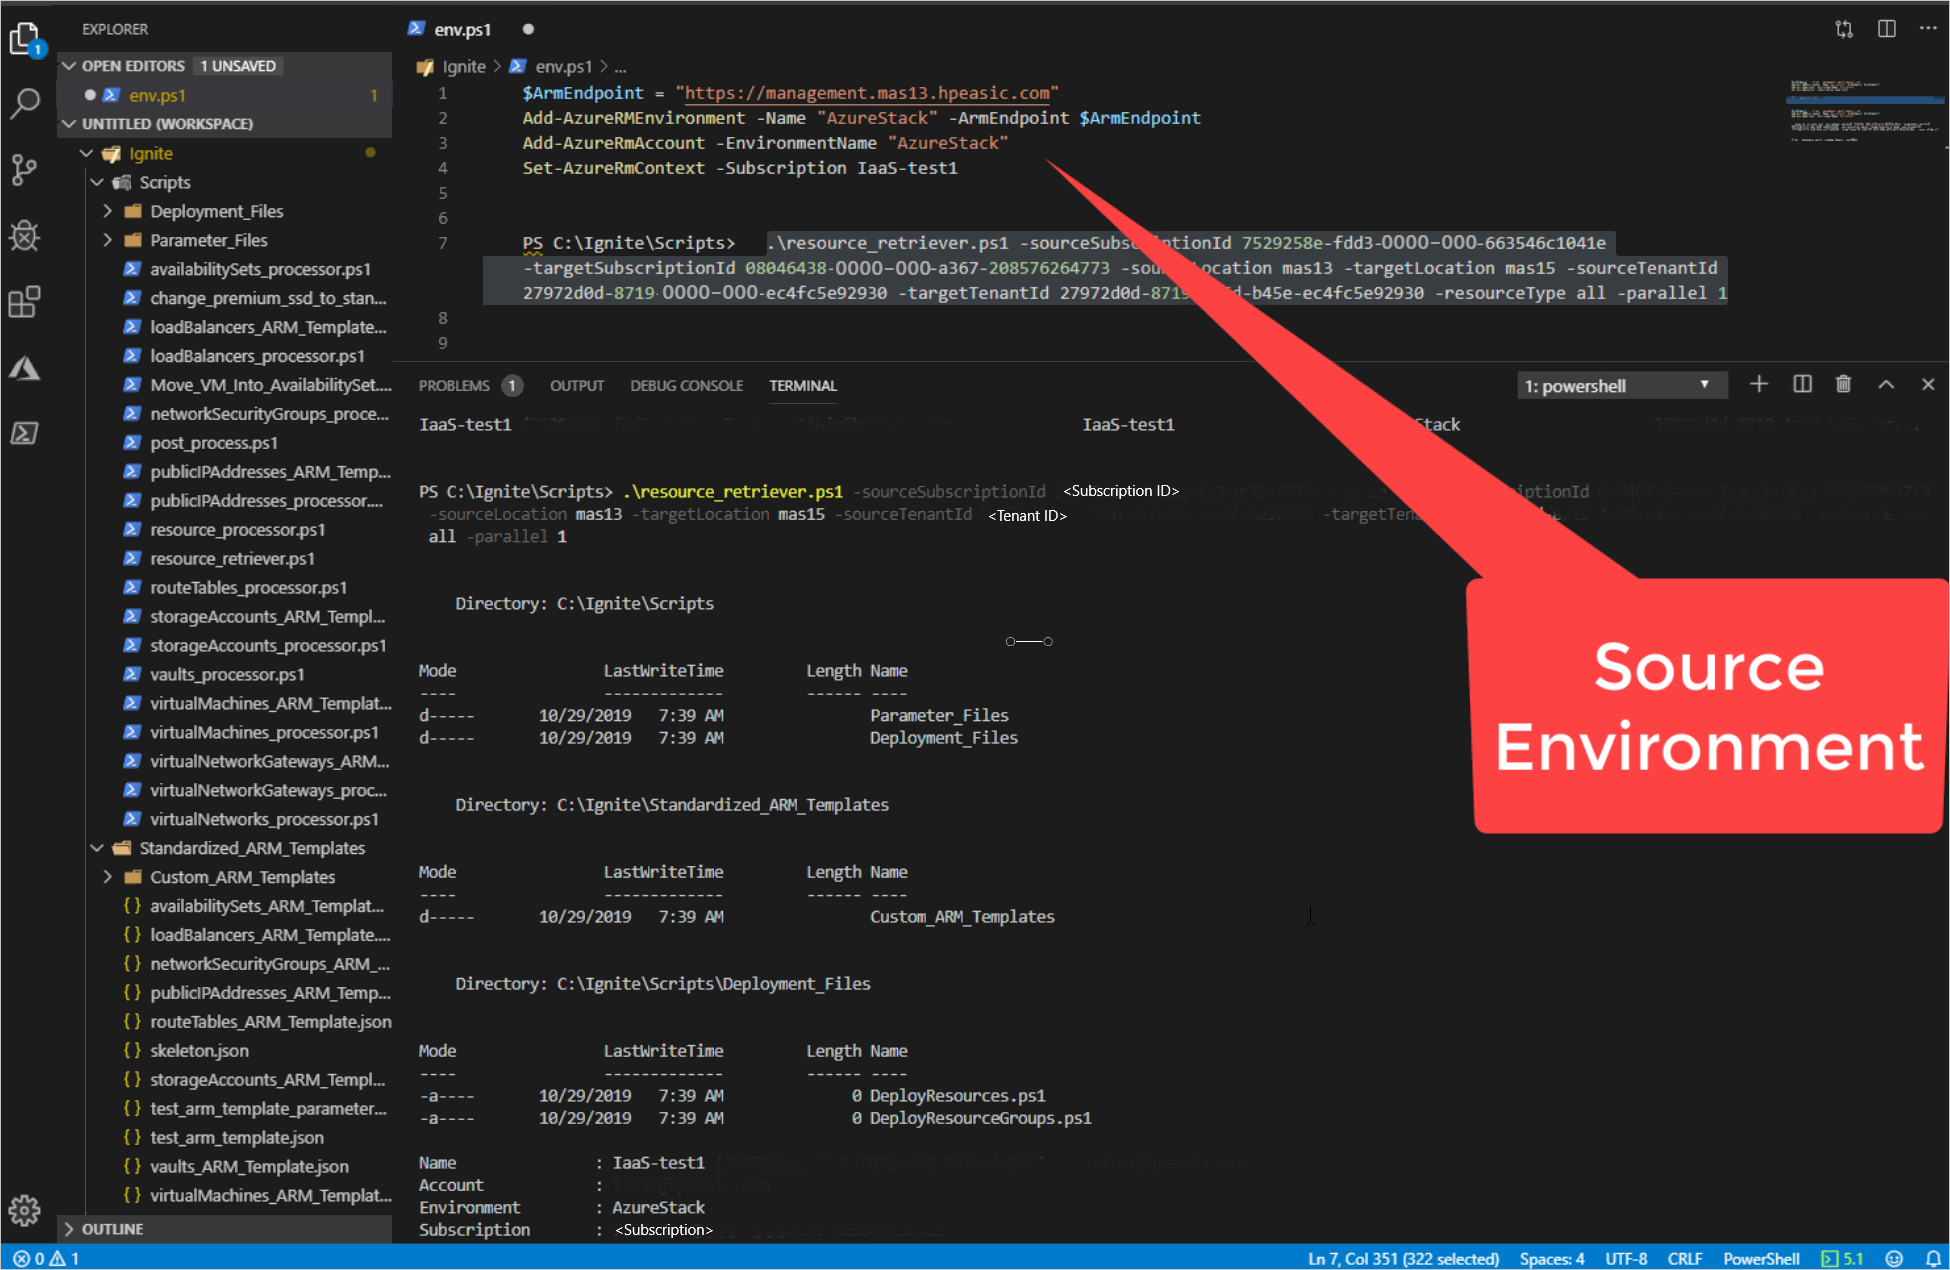 EXPLORER
OPEN EDITORS 1 UNSAVED
env.ps1 1
UNTITLED (WORKSPACE)
Ignite
Scripts
Deployment_Files
Parameter_Files
availabilitySets_processor.ps1
change_premium_ssd_to_stan...
loadBalancers_ARM_Template...
loadBalancers_processor.ps1
Move_VM_Into_AvailabilitySet....
networkSecurityGroups_proce...
post_process.ps1
publicIPAddresses_ARM_Temp...
publicIPAddresses_processor....
resource_processor.ps1
resource_retriever.ps1
routeTables_processor.ps1
storageAccounts_ARM_Templ...
storageAccounts_processor.ps1
vaults_processor.ps1
virtualMachines_ARM_Templat...
virtualMachines_processor.ps1
virtualNetworkGateways_ARM...
virtualNetworkGateways_proc...
virtualNetworks_processor.ps1
Standardized_ARM_Templates
Custom_ARM_Templates
availabilitySets_ARM_Templat...
loadBalancers_ARM_Template....
networkSecurityGroups_ARM_...
publicIPAddresses_ARM_Temp...
routeTables_ARM_Template.json
skeleton.json
storageAccounts_ARM_Templ...
test_arm_template_parameter...
test_arm_template.json
vaults_ARM_Template.json
virtualMachines_ARM_Templat...
OUTLINE
env.ps1
Ignite > env.ps1 > ...
1 $ArmEndpoint = "https://management.mas13.hpeasic.com"
2 Add-AzureRMEnvironment -Name "AzureStack" -ArmEndpoint $ArmEndpoint
3 Add-AzureRmAccount -EnvironmentName "AzureStack"
4 Set-AzureRmContext -Subscription IaaS-test1
5
6
7 PS C:\Ignite\Scripts> .\resource_retriever.ps1 -sourceSubscriptionId 7529258e-fdd3-0000-000-663546c1041e
-targetSubscriptionId 08046438-0000-000-a367-208576264773 -sourceLocation mas13 -targetLocation mas15 -sourceTenantId
27972d0d-8719-0000-000-ec4fc5e92930 -targetTenantId 27972d0d-8719 d-b45e-ec4fc5e92930 -resourceType all -parallel 1
8
9
PROBLEMS 1 OUTPUT DEBUG CONSOLE TERMINAL 1: powershell
IaaS-test1 IaaS-test1 Stack
PS C:\Ignite\Scripts> .\resource_retriever.ps1 -sourceSubscriptionId <Subscription ID> iptionId
-sourceLocation mas13 -targetLocation mas15 -sourceTenantId <Tenant ID> -targetTen
all -parallel 1
Directory: C:\Ignite\Scripts
Mode LastWriteTime Length Name
---- ------------- ------ ----
d----- 10/29/2019 7:39 AM Parameter_Files
d----- 10/29/2019 7:39 AM Deployment_Files
Directory: C:\Ignite\Standardized_ARM_Templates
Mode LastWriteTime Length Name
---- ------------- ------ ----
d----- 10/29/2019 7:39 AM Custom_ARM_Templates
Directory: C:\Ignite\Scripts\Deployment_Files
Mode LastWriteTime Length Name
---- ------------- ------ ----
-a---- 10/29/2019 7:39 AM 0 DeployResources.ps1
-a---- 10/29/2019 7:39 AM 0 DeployResourceGroups.ps1
Name : IaaS-test1
Account :
Environment : AzureStack
Subscription : <Subscription>
Source
Environment
0 1
Ln 7, Col 351 (322 selected) Spaces: 4 UTF-8 CRLF PowerShell 5.1